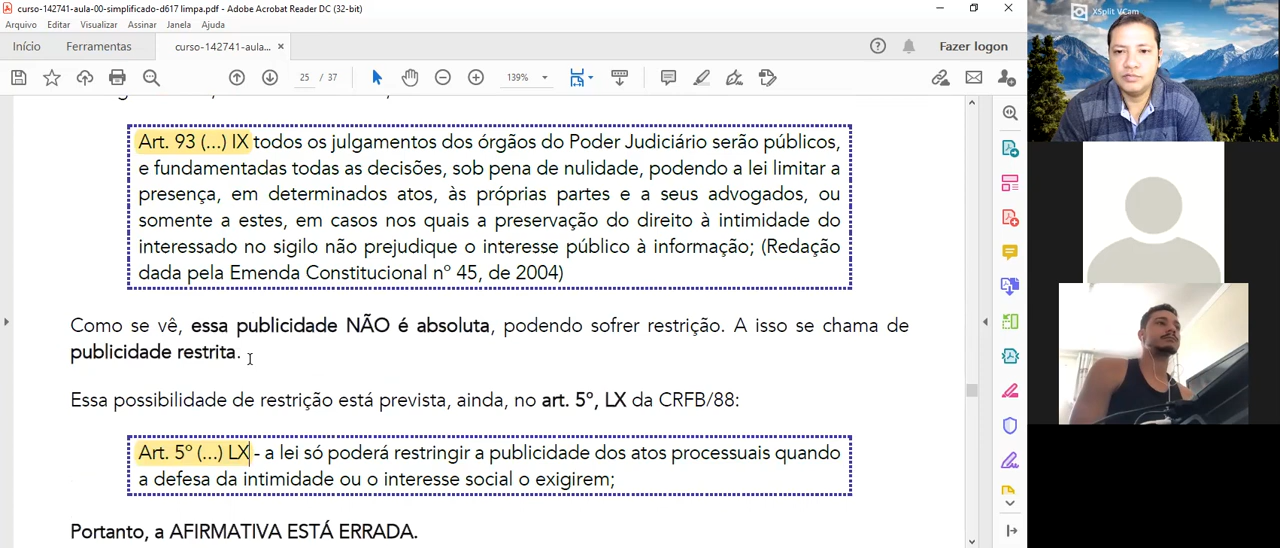 curso-142741-aula-00-simplificado-d617 limpa.pdf - Adobe Acrobat Reader DC (32-bit)
Arquivo Editar Visualizar Assinar Janela Ajuda
Início Ferramentas curso-142741-aula... × Fazer logon
25 / 37 139%
Art. 93 (...) IX todos os julgamentos dos órgãos do Poder Judiciário serão públicos,
e fundamentadas todas as decisões, sob pena de nulidade, podendo a lei limitar a
presença, em determinados atos, às próprias partes e a seus advogados, ou
somente a estes, em casos nos quais a preservação do direito à intimidade do
interessado no sigilo não prejudique o interesse público à informação; (Redação
dada pela Emenda Constitucional nº 45, de 2004)
Como se vê, essa publicidade NÃO é absoluta, podendo sofrer restrição. A isso se chama de
publicidade restrita.
Essa possibilidade de restrição está prevista, ainda, no art. 5º, LX da CRFB/88:
Art. 5º (...) LX - a lei só poderá restringir a publicidade dos atos processuais quando
a defesa da intimidade ou o interesse social o exigirem;
Portanto, a AFIRMATIVA ESTÁ ERRADA.
XSplit VCam